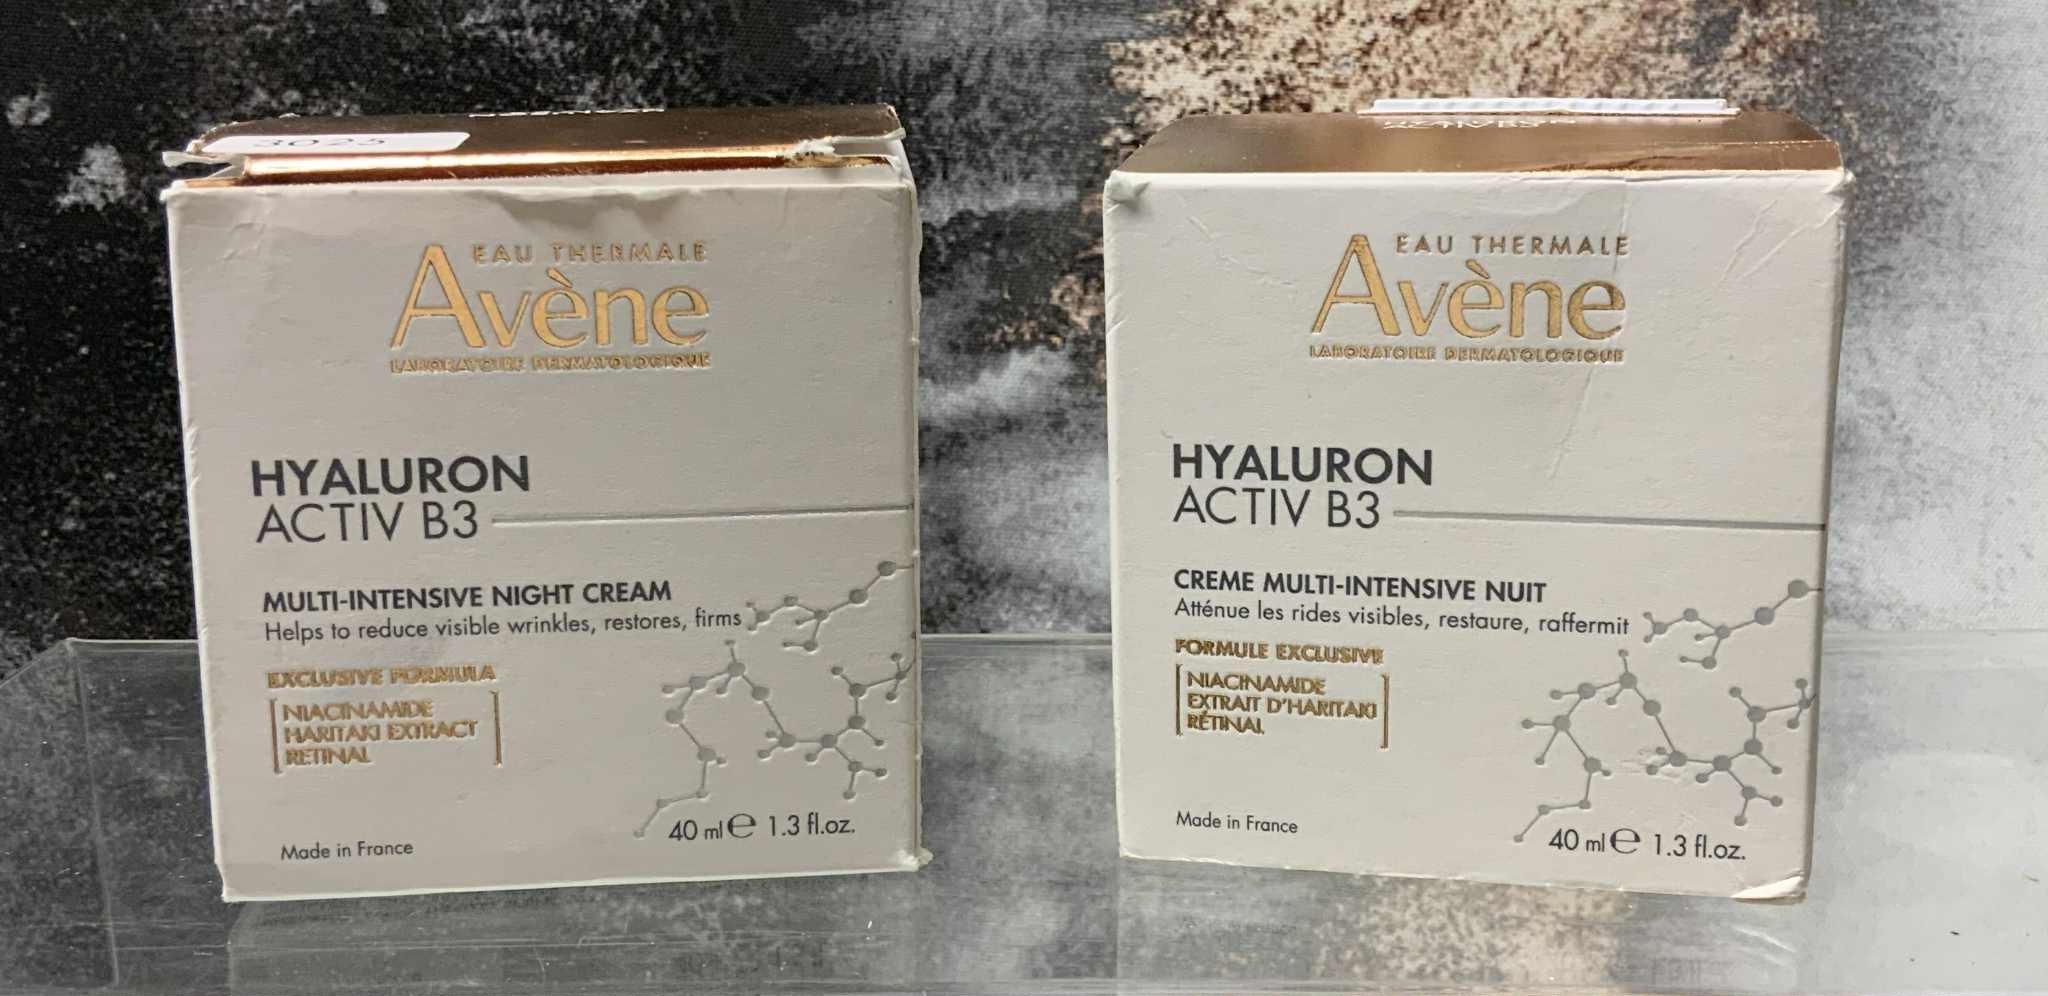 3025
EAU THERMALE
Avène
LABORATOIRE DERMATOLOGIQUE
HYALURON
ACTIV B3
MULTI-INTENSIVE NIGHT CREAM
Helps to reduce visible wrinkles, restores, firms
EXCLUSIVE FORMULA
NIACINAMIDE
HARITAKI EXTRACT
RETINAL
Made in France
40 ml e 1.3 fl.oz.
EAU THERMALE
Avène
LABORATOIRE DERMATOLOGIQUE
HYALURON
ACTIV B3
CREME MULTI-INTENSIVE NUIT
Atténue les rides visibles, restaure, raffermit
FORMULE EXCLUSIVE
NIACINAMIDE
EXTRAIT D'HARITAKI
RÉTINAL
Made in France
40 ml e 1.3 fl.oz.